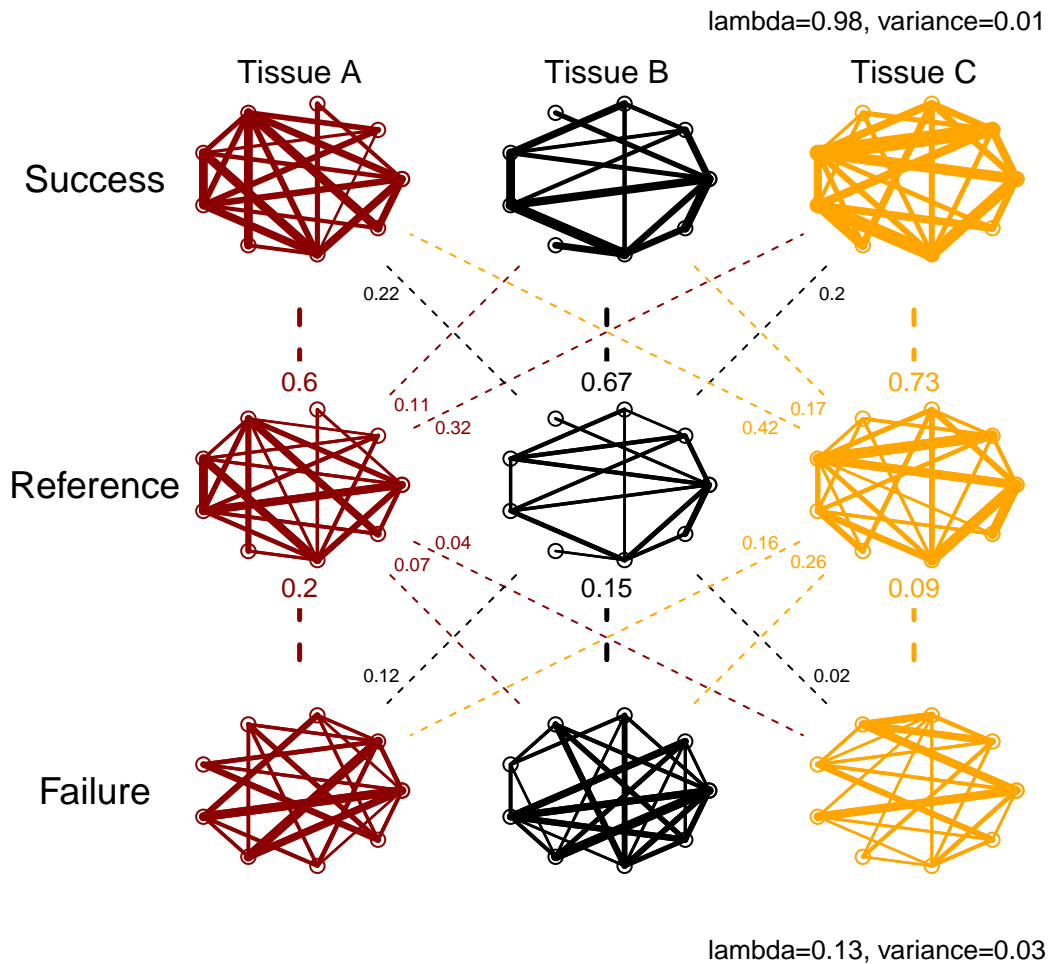 lambda=0.98, variance=0.01
Tissue A Tissue B Tissue C
Success
0.22 0.2
0.6 0.67 0.73
0.11 0.17
0.32 0.42
Reference
0.04 0.16
0.07 0.26
0.2 0.15 0.09
0.12 0.02
Failure
lambda=0.13, variance=0.03